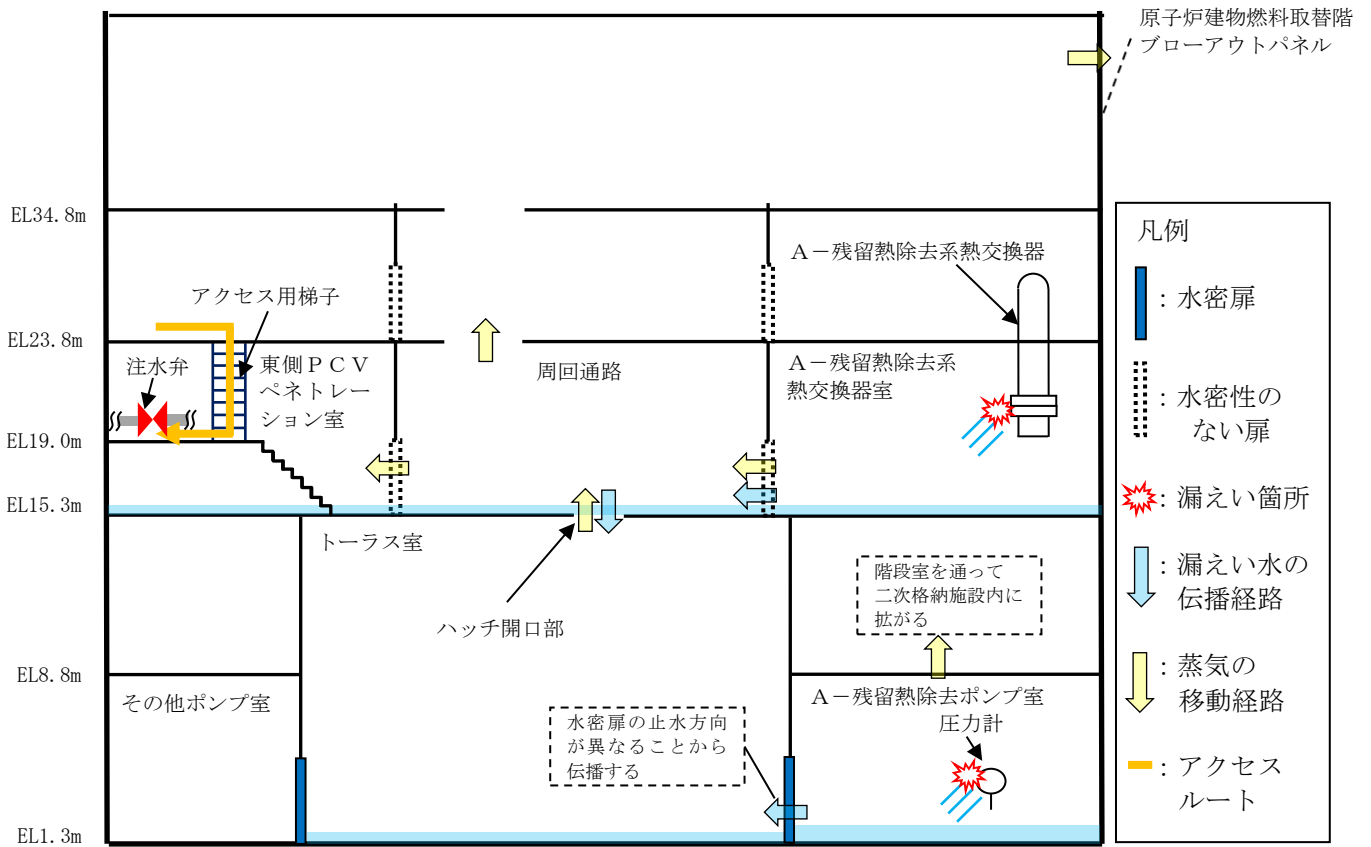 原子炉建物燃料取替階
ブローアウトパネル
EL34.8m
A－残留熱除去系熱交換器
アクセス用梯子
EL23.8m
注水弁
東側PCV
ペネトレー
ション室
周回通路
A－残留熱除去系
熱交換器室
EL19.0m
EL15.3m
トーラス室
階段室を通って
二次格納施設内に
拡がる
ハッチ開口部
EL8.8m
その他ポンプ室
A－残留熱除去ポンプ室
圧力計
水密扉の止水方向
が異なることから
伝播する
EL1.3m
凡例
：水密扉
：水密性の
ない扉
：漏えい箇所
：漏えい水の
伝播経路
：蒸気の
移動経路
：アクセス
ルート